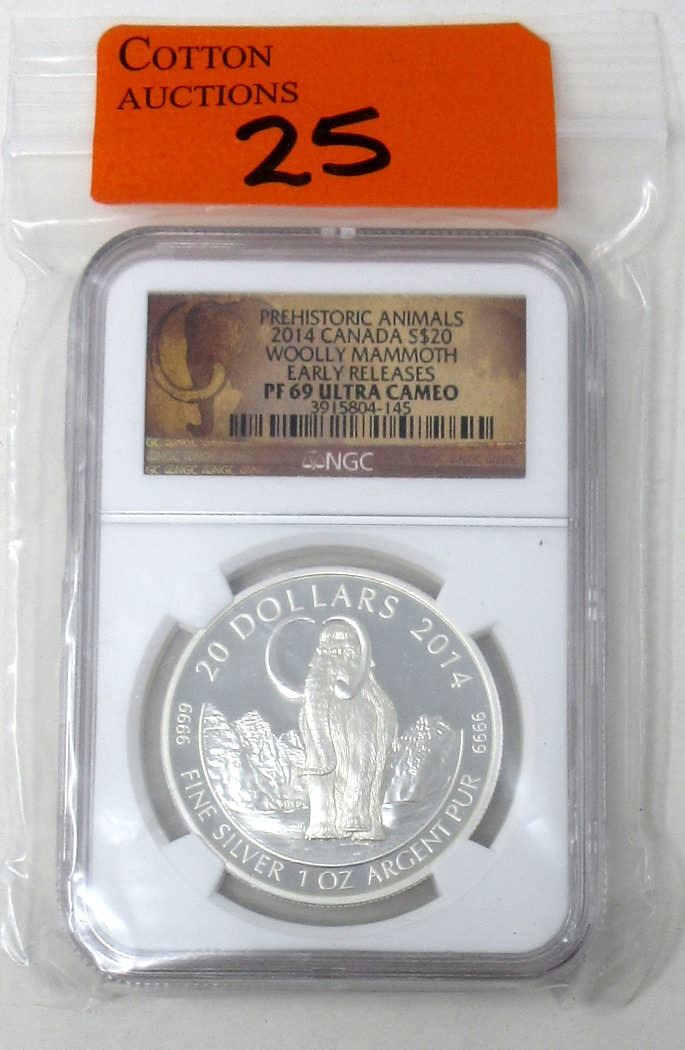 COTTON
AUCTIONS
25
PREHISTORIC ANIMALS
2014 CANADA S$20
WOOLLY MAMMOTH
EARLY RELEASES
PF 69 ULTRA CAMEO
3915804-145
NGC
20 DOLLARS 2014
9999 9999
FINE SILVER 1 OZ ARGENT PUR